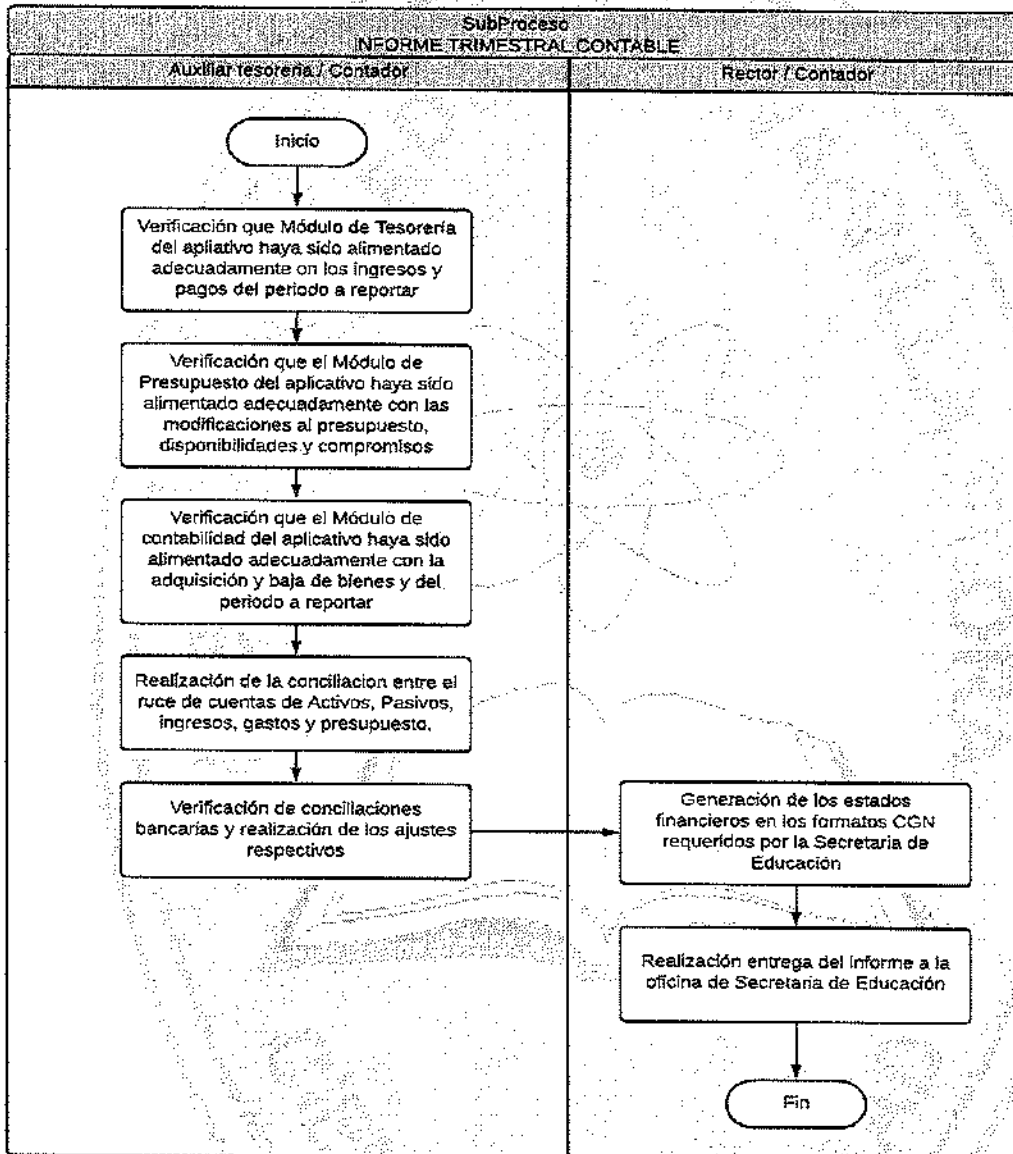 SubProceso
INFORME TRIMESTRAL CONTABLE
Auxiliar tesorería / Contador
Rector / Contador
Inicio
Verificación que Módulo de Tesorería
del apliativo haya sido alimentado
adecuadamente on los ingresos y
pagos del periodo a reportar
Verificación que el Módulo de
Presupuesto del aplicativo haya sido
alimentado adecuadamente con las
modificaciones al presupuesto,
disponibilidades y compromisos
Verificación que el Módulo de
contabilidad del aplicativo haya sido
alimentado adecuadamente con la
adquisición y baja de bienes y del
periodo a reportar
Realización de la conciliacion entre el
ruce de cuentas de Activos, Pasivos,
ingresos, gastos y presupuesto.
Verificación de conciliaciones
bancarias y realización de los ajustes
respectivos
Generación de los estados
financieros en los formatos CGN
requeridos por la Secretaria de
Educación
Realización entrega del informe a la
oficina de Secretaria de Educación
Fin